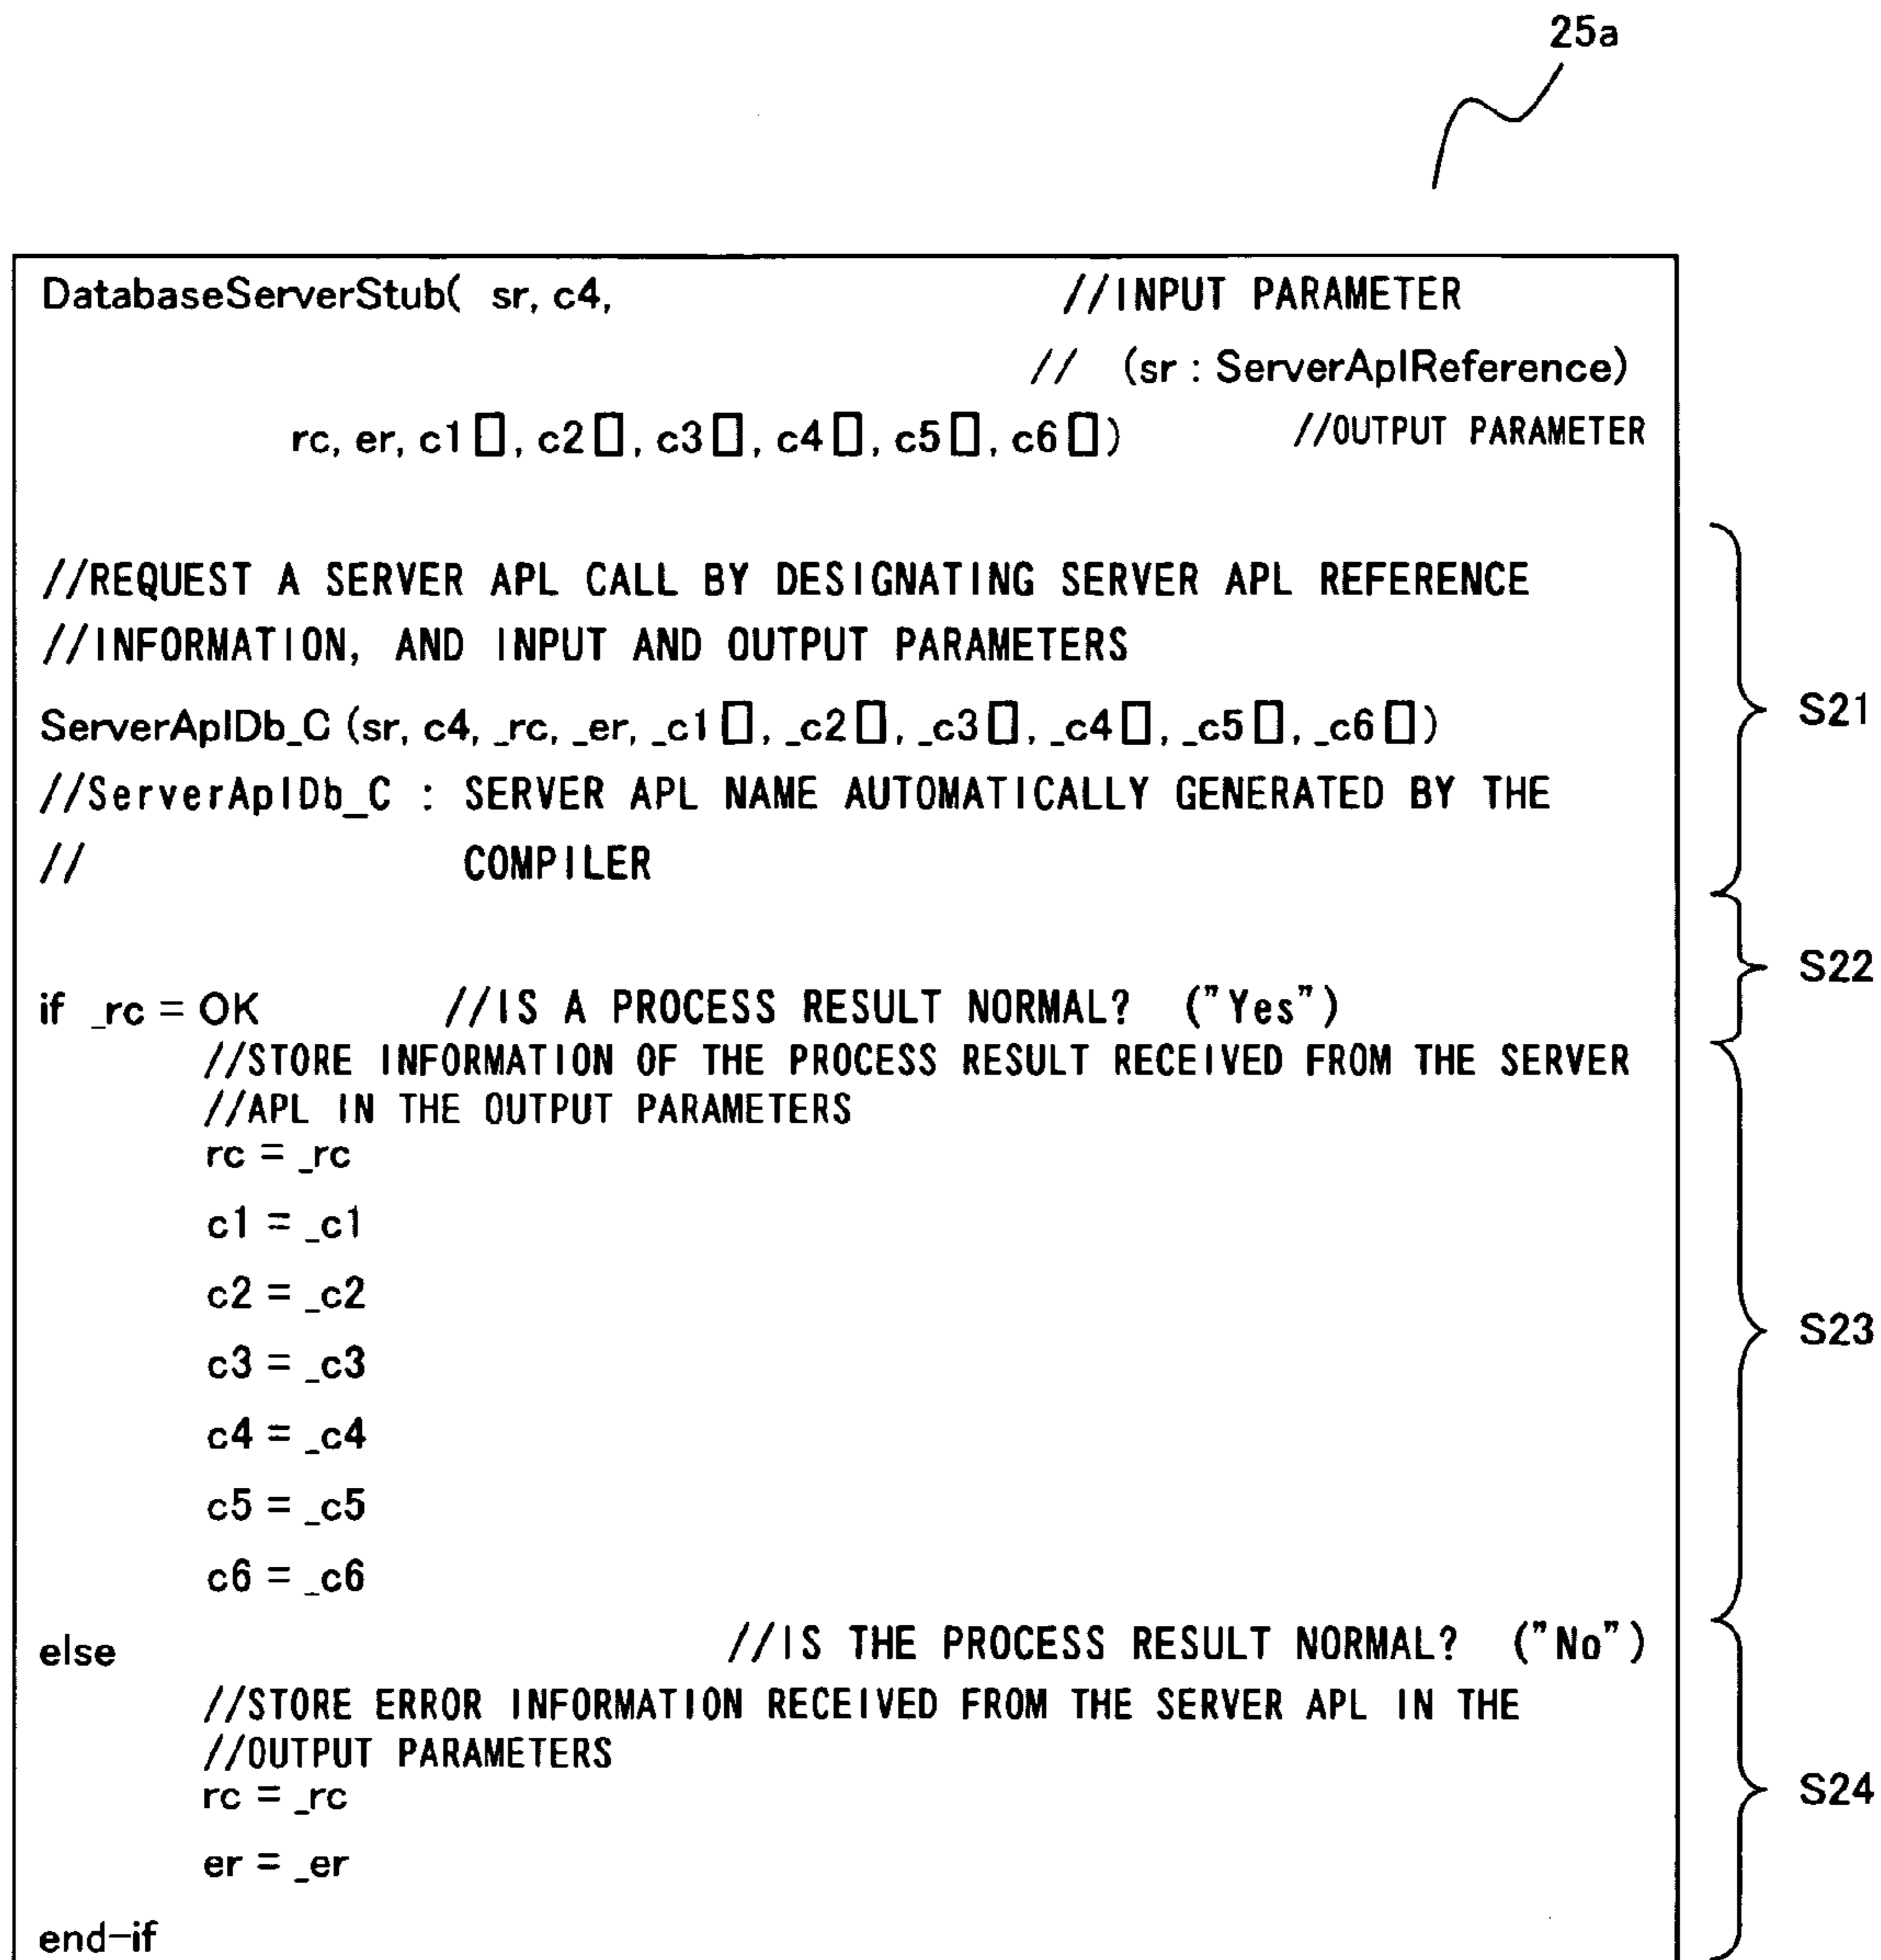 25a
DatabaseServerStub( sr, c4, //INPUT PARAMETER
// (sr : ServerAplReference)
rc, er, c1[], c2[], c3[], c4[], c5[], c6[]) //OUTPUT PARAMETER
//REQUEST A SERVER APL CALL BY DESIGNATING SERVER APL REFERENCE
//INFORMATION, AND INPUT AND OUTPUT PARAMETERS
ServerAplDb_C (sr, c4, _rc, _er, _c1[], _c2[], _c3[], _c4[], _c5[], _c6[]) S21
//ServerAplDb_C : SERVER APL NAME AUTOMATICALLY GENERATED BY THE
// COMPILER
S22
if _rc = OK //IS A PROCESS RESULT NORMAL? ("Yes")
//STORE INFORMATION OF THE PROCESS RESULT RECEIVED FROM THE SERVER
//APL IN THE OUTPUT PARAMETERS
rc = _rc
c1 = _c1
c2 = _c2
c3 = _c3 S23
c4 = _c4
c5 = _c5
c6 = _c6
else //IS THE PROCESS RESULT NORMAL? ("No")
//STORE ERROR INFORMATION RECEIVED FROM THE SERVER APL IN THE
//OUTPUT PARAMETERS
rc = _rc S24
er = _er
end-if